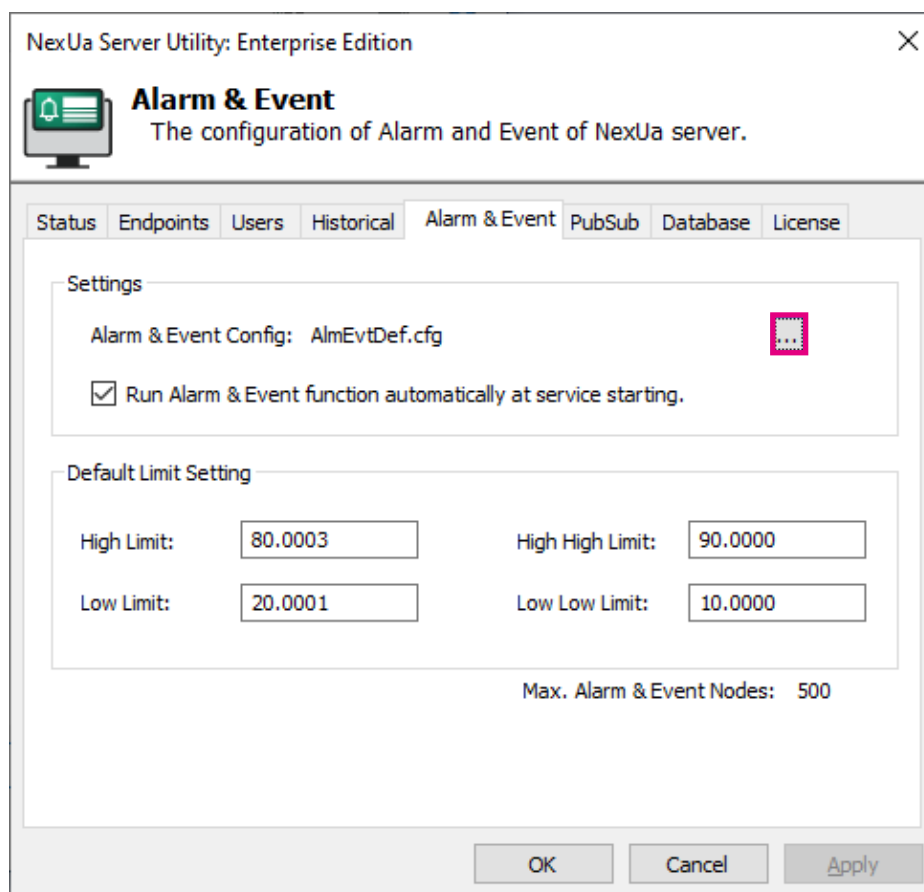 NexUa Server Utility: Enterprise Edition
Alarm & Event
The configuration of Alarm and Event of NexUa server.
Status Endpoints Users Historical Alarm & Event PubSub Database License
Settings
Alarm & Event Config: AlmEvtDef.cfg ...
Run Alarm & Event function automatically at service starting.
Default Limit Setting
High Limit: 80.0003 High High Limit: 90.0000
Low Limit: 20.0001 Low Low Limit: 10.0000
Max. Alarm & Event Nodes: 500
OK Cancel Apply